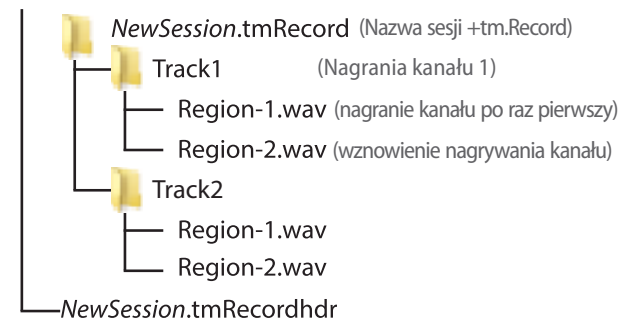 NewSession.tmRecord (Nazwa sesji +tm.Record)
Track1 (Nagrania kanału 1)
Region-1.wav (nagranie kanału po raz pierwszy)
Region-2.wav (wznowienie nagrywania kanału)
Track2
Region-1.wav
Region-2.wav
NewSession.tmRecordhdr